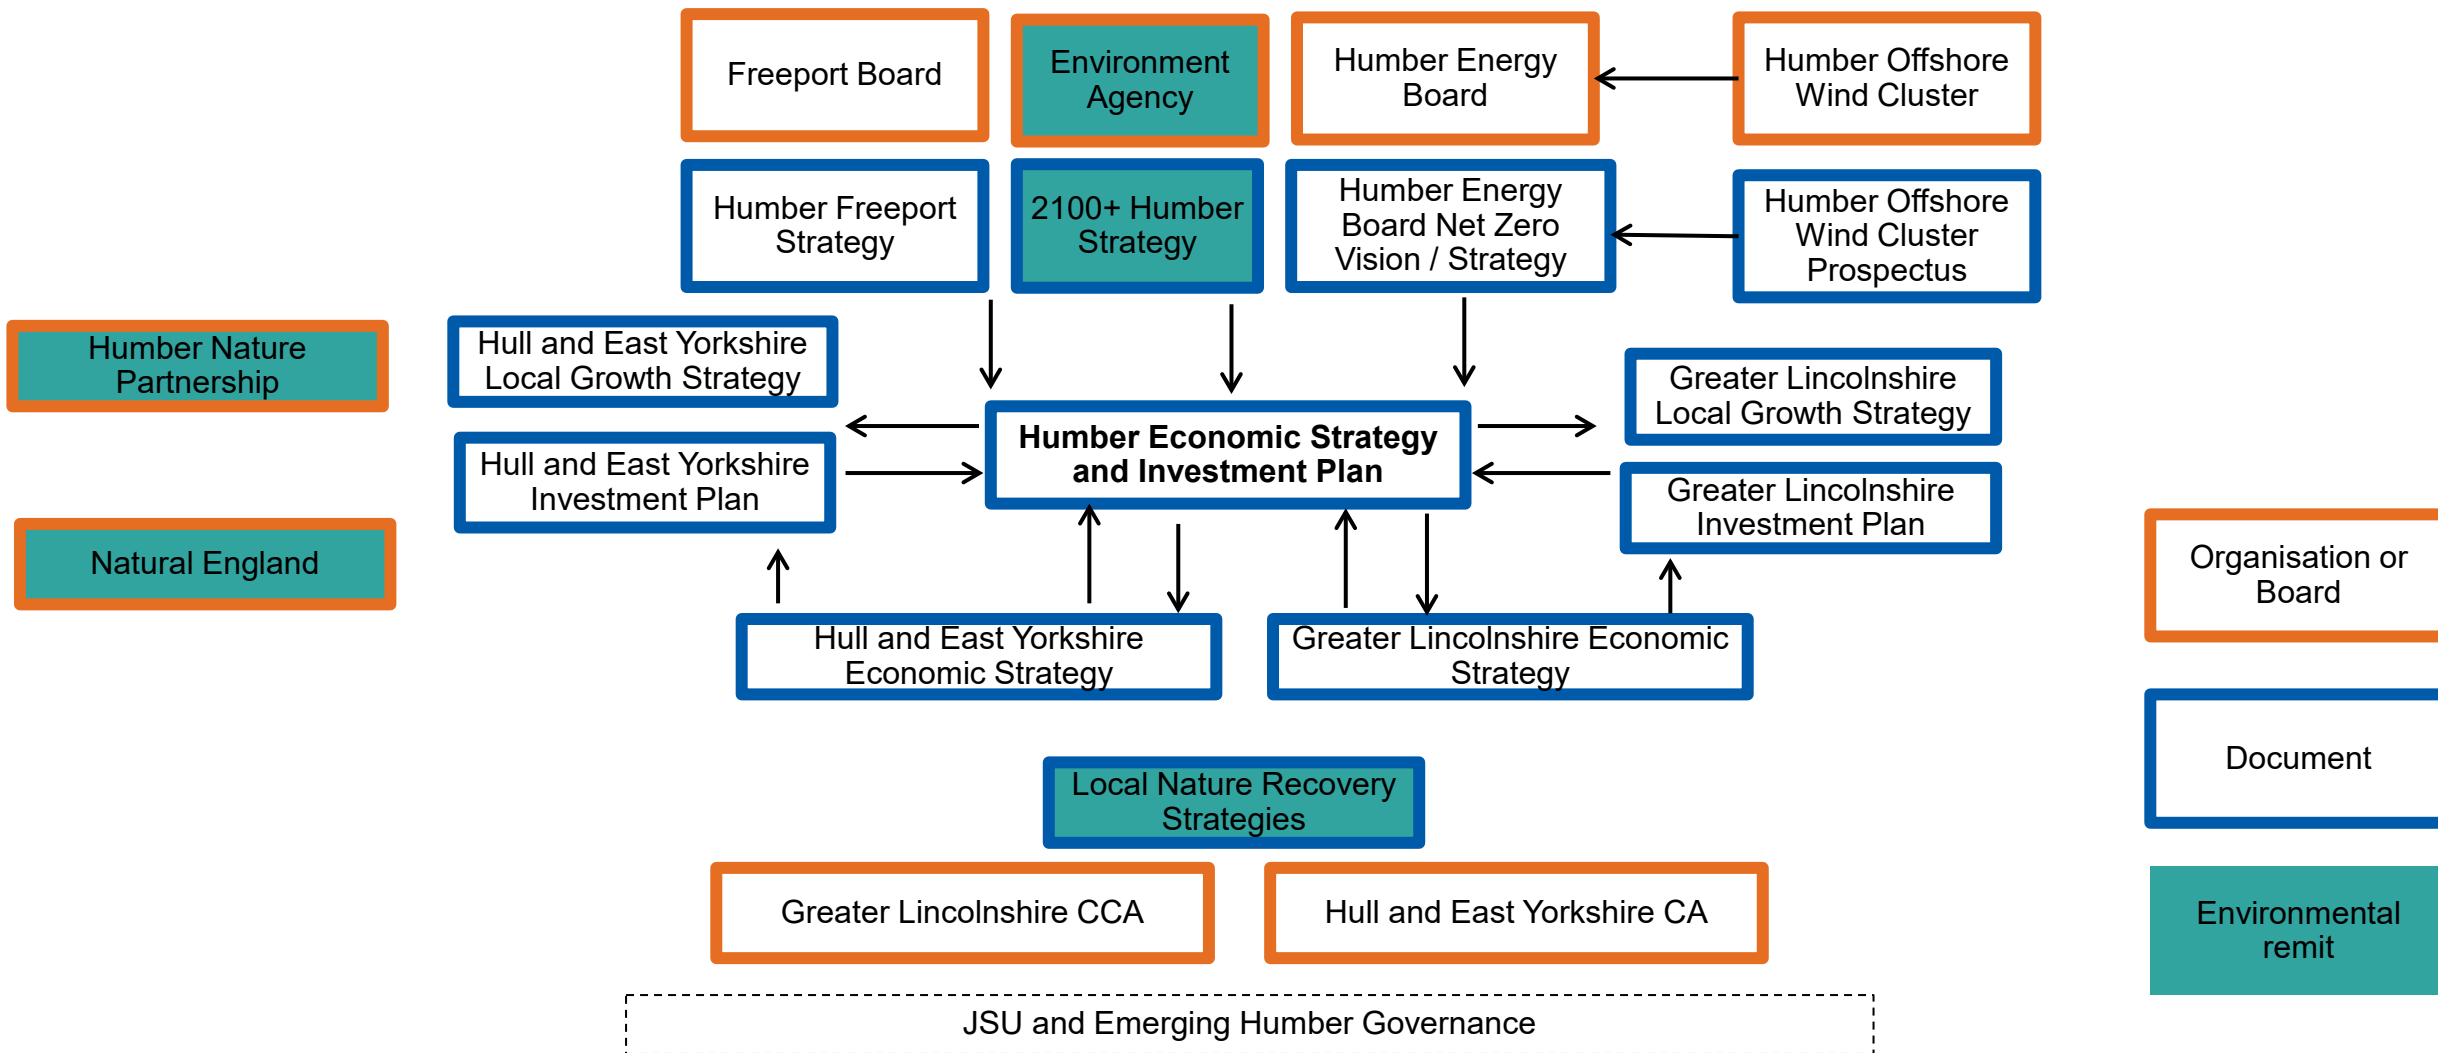 Freeport Board
Environment
Agency
Humber Energy
Board
Humber Offshore
Wind Cluster
Humber Freeport
Strategy
2100+ Humber
Strategy
Humber Energy
Board Net Zero
Vision / Strategy
Humber Offshore
Wind Cluster
Prospectus
Humber Nature
Partnership
Hull and East Yorkshire
Local Growth Strategy
Greater Lincolnshire
Local Growth Strategy
Humber Economic Strategy
and Investment Plan
Hull and East Yorkshire
Investment Plan
Greater Lincolnshire
Investment Plan
Natural England
Organisation or
Board
Hull and East Yorkshire
Economic Strategy
Greater Lincolnshire Economic
Strategy
Document
Local Nature Recovery
Strategies
Greater Lincolnshire CCA
Hull and East Yorkshire CA
Environmental
remit
JSU and Emerging Humber Governance